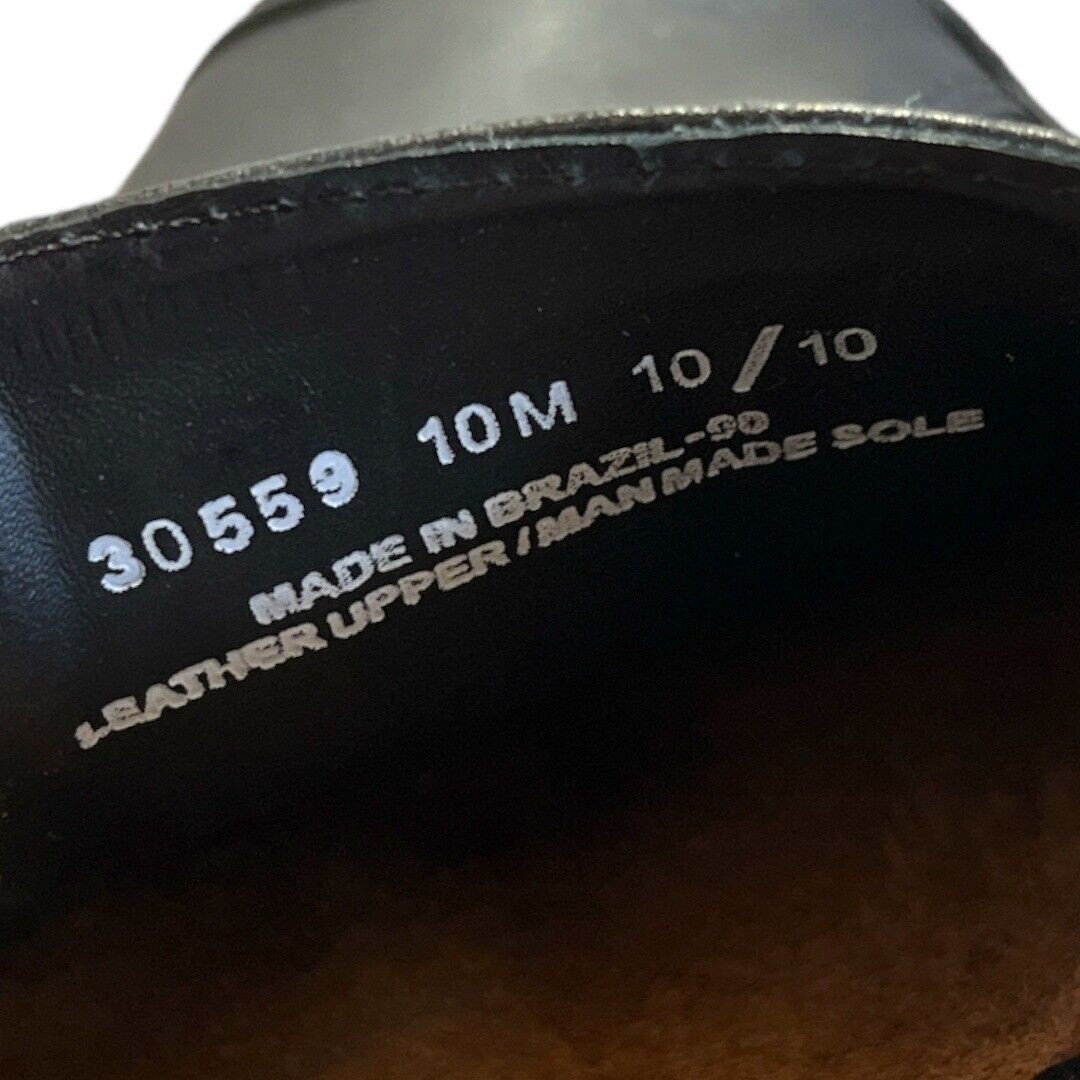 30559 10M 10/10
MADE IN BRAZIL-90
LEATHER UPPER/MAN MADE SOLE